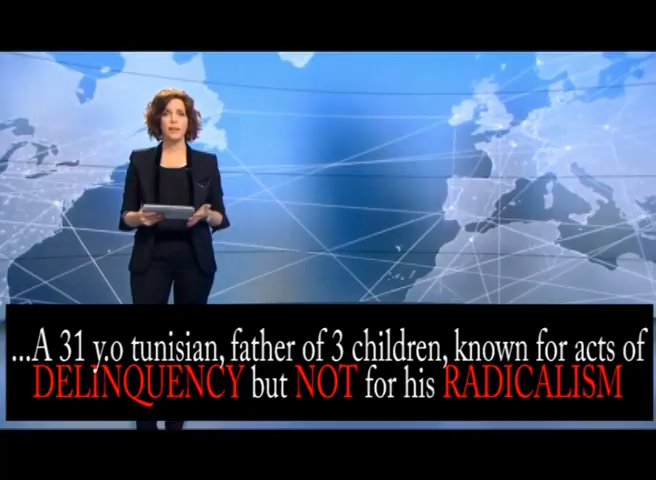 ...A 31 y.o tunisian, father of 3 children, known for acts of
DELINQUENCY but NOT for his RADICALISM